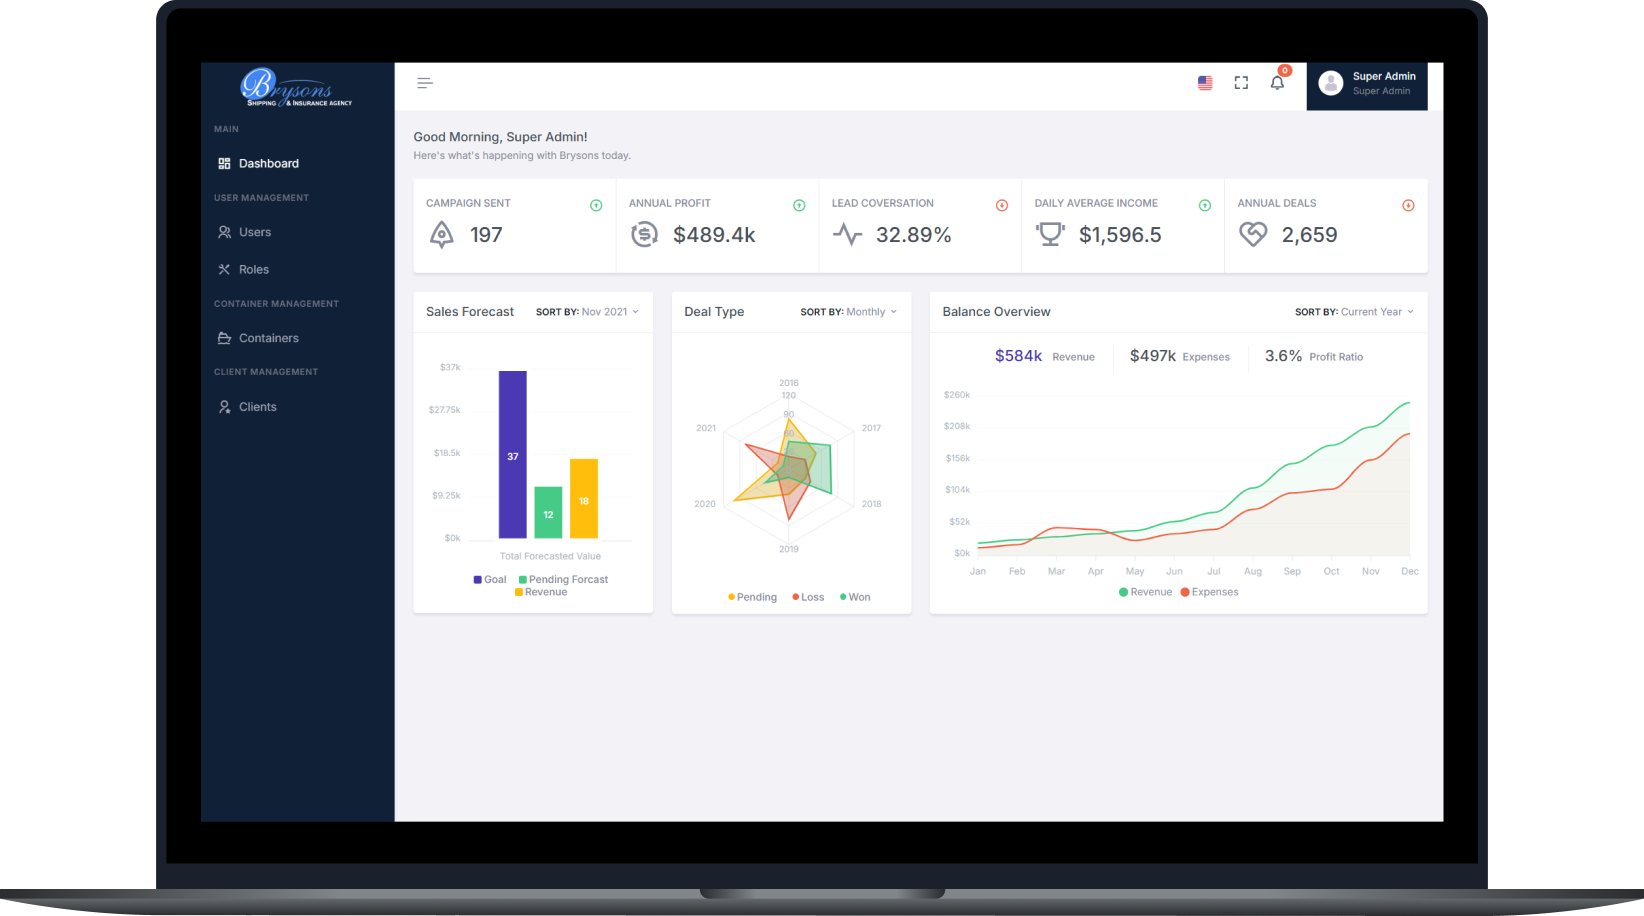 Brysons
Shipping & Insurance Agency
0
Super Admin
Super Admin
MAIN
Dashboard
USER MANAGEMENT
Users
Roles
CONTAINER MANAGEMENT
Containers
CLIENT MANAGEMENT
Clients
Good Morning, Super Admin!
Here's what's happening with Brysons today.
CAMPAIGN SENT
197
ANNUAL PROFIT
$489.4k
LEAD COVERSATION
32.89%
DAILY AVERAGE INCOME
$1,596.5
ANNUAL DEALS
2,659
Sales Forecast SORT BY: Nov 2021
$37k
$27.75k
$18.5k
$9.25k
$0k
37
12
18
Total Forecasted Value
Goal Pending Forcast
Revenue
Deal Type SORT BY: Monthly
2016
120
90
60
2021
2017
2020
2018
2019
Pending Loss Won
Balance Overview SORT BY: Current Year
$584k Revenue $497k Expenses 3.6% Profit Ratio
$260k
$208k
$156k
$104k
$52k
$0k
Jan Feb Mar Apr May Jun Jul Aug Sep Oct Nov Dec
Revenue Expenses